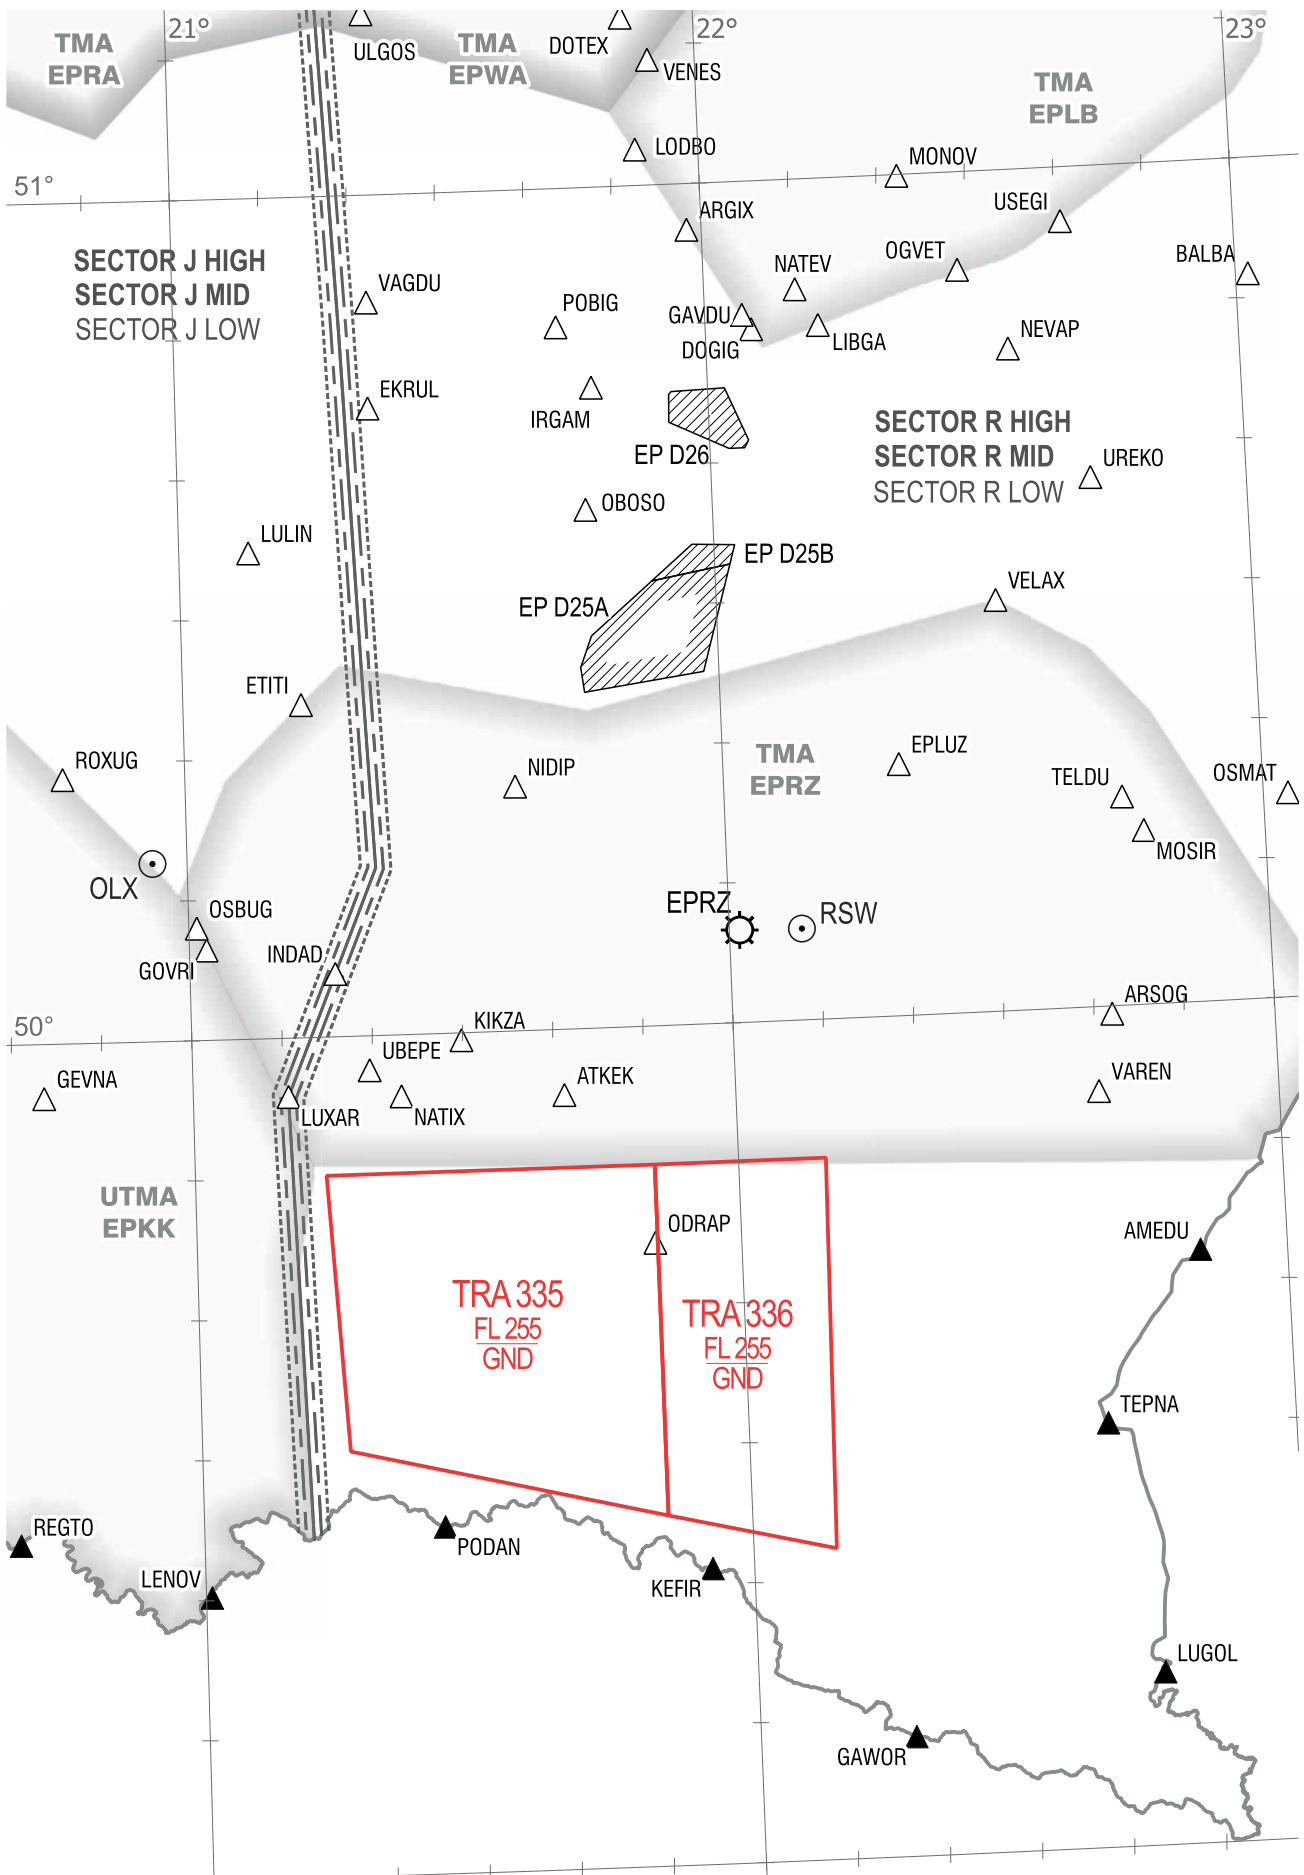 21°
22°
23°
TMA
EPRA
ULGOS
TMA
EPWA
DOTEX
VENES
TMA
EPLB
LODBO
MONOV
51°
ARGIX
USEGI
SECTOR J HIGH
SECTOR J MID
SECTOR J LOW
VAGDU
POBIG
NATEV
OGVET
BALBA
GAVDU
DOGIG
LIBGA
NEVAP
EKRUL
IRGAM
EP D26
SECTOR R HIGH
SECTOR R MID
SECTOR R LOW
UREKO
OBOSO
LULIN
EP D25B
EP D25A
VELAX
ETITI
ROXUG
NIDIP
TMA
EPRZ
EPLUZ
TELDU
OSMAT
MOSIR
OLX
OSBUG
EPRZ
RSW
GOVRI
INDAD
ARSOG
50°
KIKZA
UBEPE
GEVNA
LUXAR
NATIX
ATKEK
VAREN
UTMA
EPKK
ODRAP
AMEDU
TRA 335
FL 255
GND
TRA 336
FL 255
GND
TEPNA
REGTO
PODAN
LENOV
KEFIR
LUGOL
GAWOR